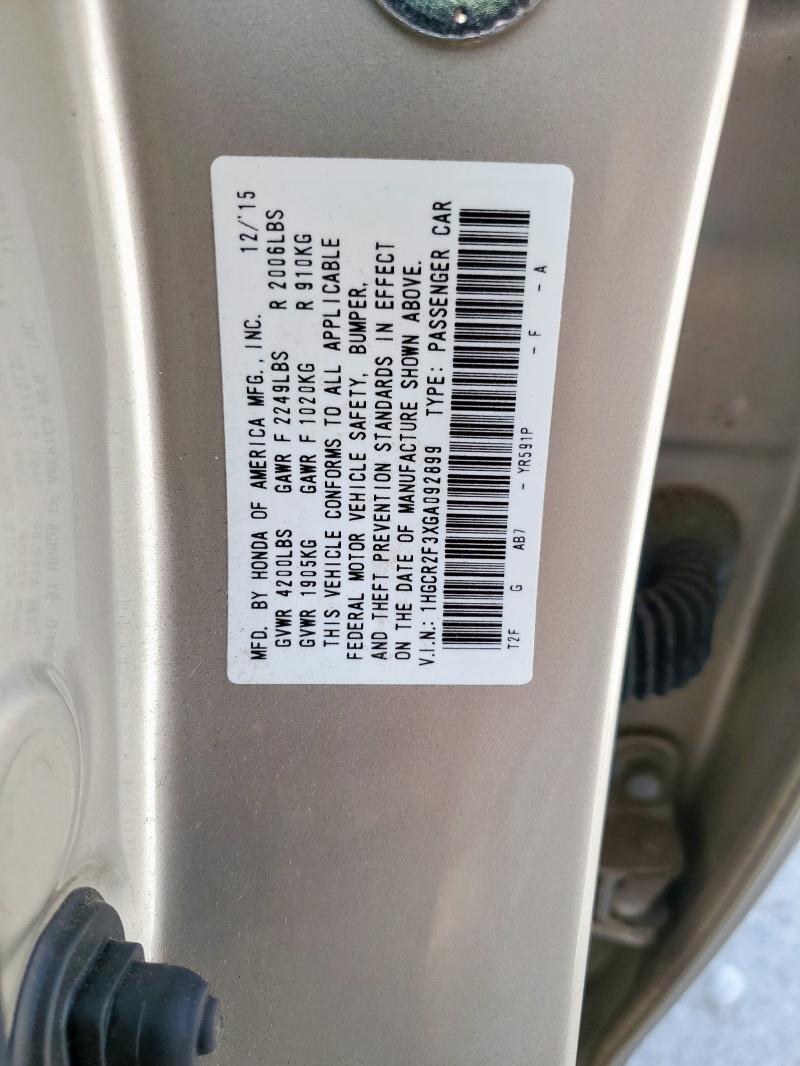 MFD. BY HONDA OF AMERICA MFG., INC. 12/'15
GVWR 4200LBS GAWR F 2249LBS R 2006LBS
GVWR 1905KG GAWR F 1020KG R 910KG
THIS VEHICLE CONFORMS TO ALL APPLICABLE
FEDERAL MOTOR VEHICLE SAFETY, BUMPER,
AND THEFT PREVENTION STANDARDS IN EFFECT
ON THE DATE OF MANUFACTURE SHOWN ABOVE.
V.I.N.: 1HGCR2F3XGA092899 TYPE: PASSENGER CAR
T2F G AB7 - YR591P - F - A